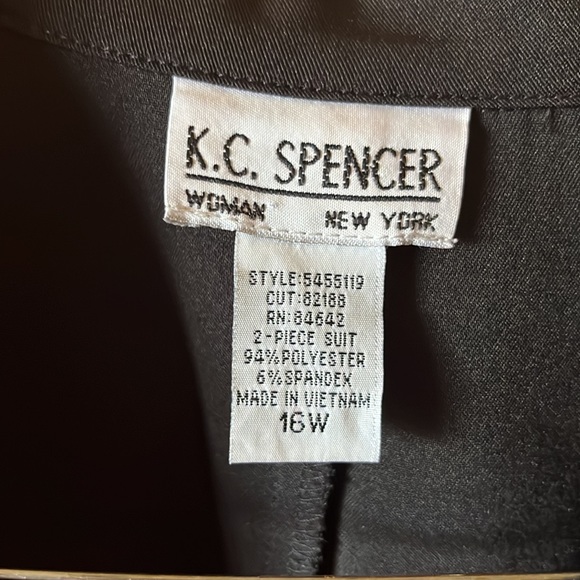 K.C. SPENCER
WOMAN NEW YORK
STYLE:5455119
CUT:82188
RN:84642
2-PIECE SUIT
94%POLYESTER
6%SPANDEX
MADE IN VIETNAM
16W